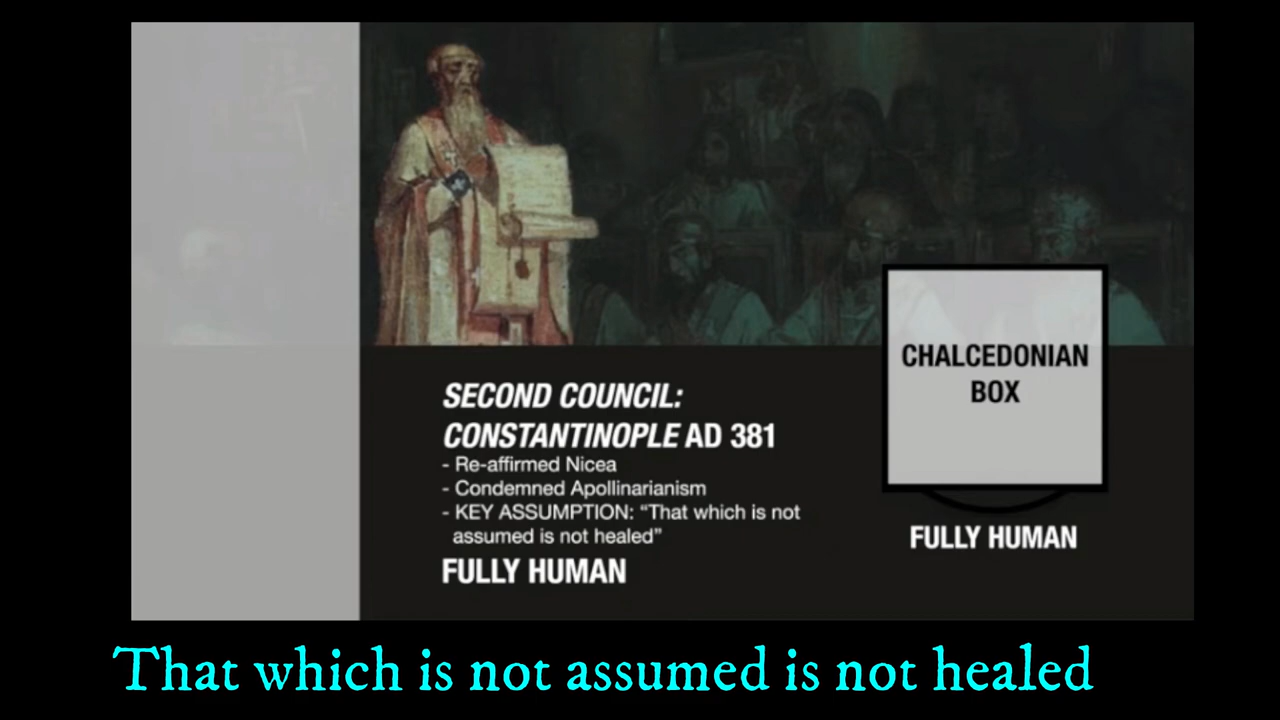 SECOND COUNCIL:
CONSTANTINOPLE AD 381
- Re-affirmed Nicea
- Condemned Apollinarianism
- KEY ASSUMPTION: “That which is not
assumed is not healed”
FULLY HUMAN
CHALCEDONIAN
BOX
FULLY HUMAN
That which is not assumed is not healed